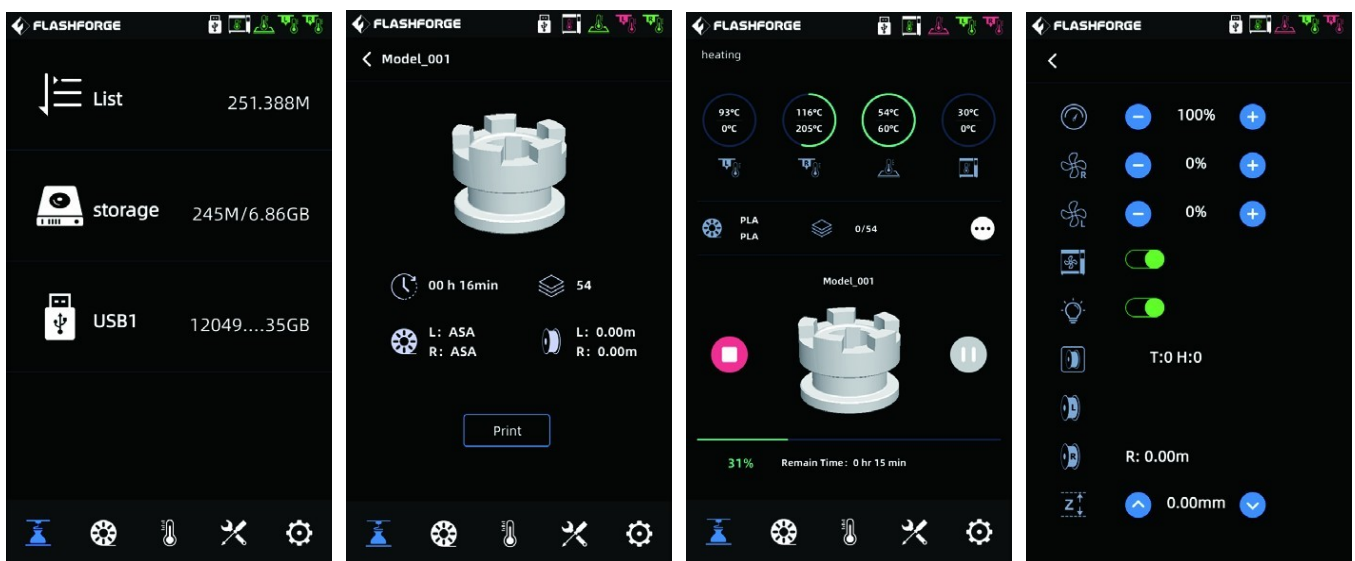 FLASHFORGE
List 251.388M
storage 245M/6.86GB
USB1 12049....35GB
FLASHFORGE
Model_001
00 h 16min 54
L: ASA L: 0.00m
R: ASA R: 0.00m
Print
FLASHFORGE
heating
93°C 116°C 54°C 30°C
0°C 205°C 60°C 0°C
PLA
PLA
0/54
Model_001
31% Remain Time: 0 hr 15 min
FLASHFORGE
100%
R 0%
L 0%
T:0 H:0
L
R R: 0.00m
Z 0.00mm